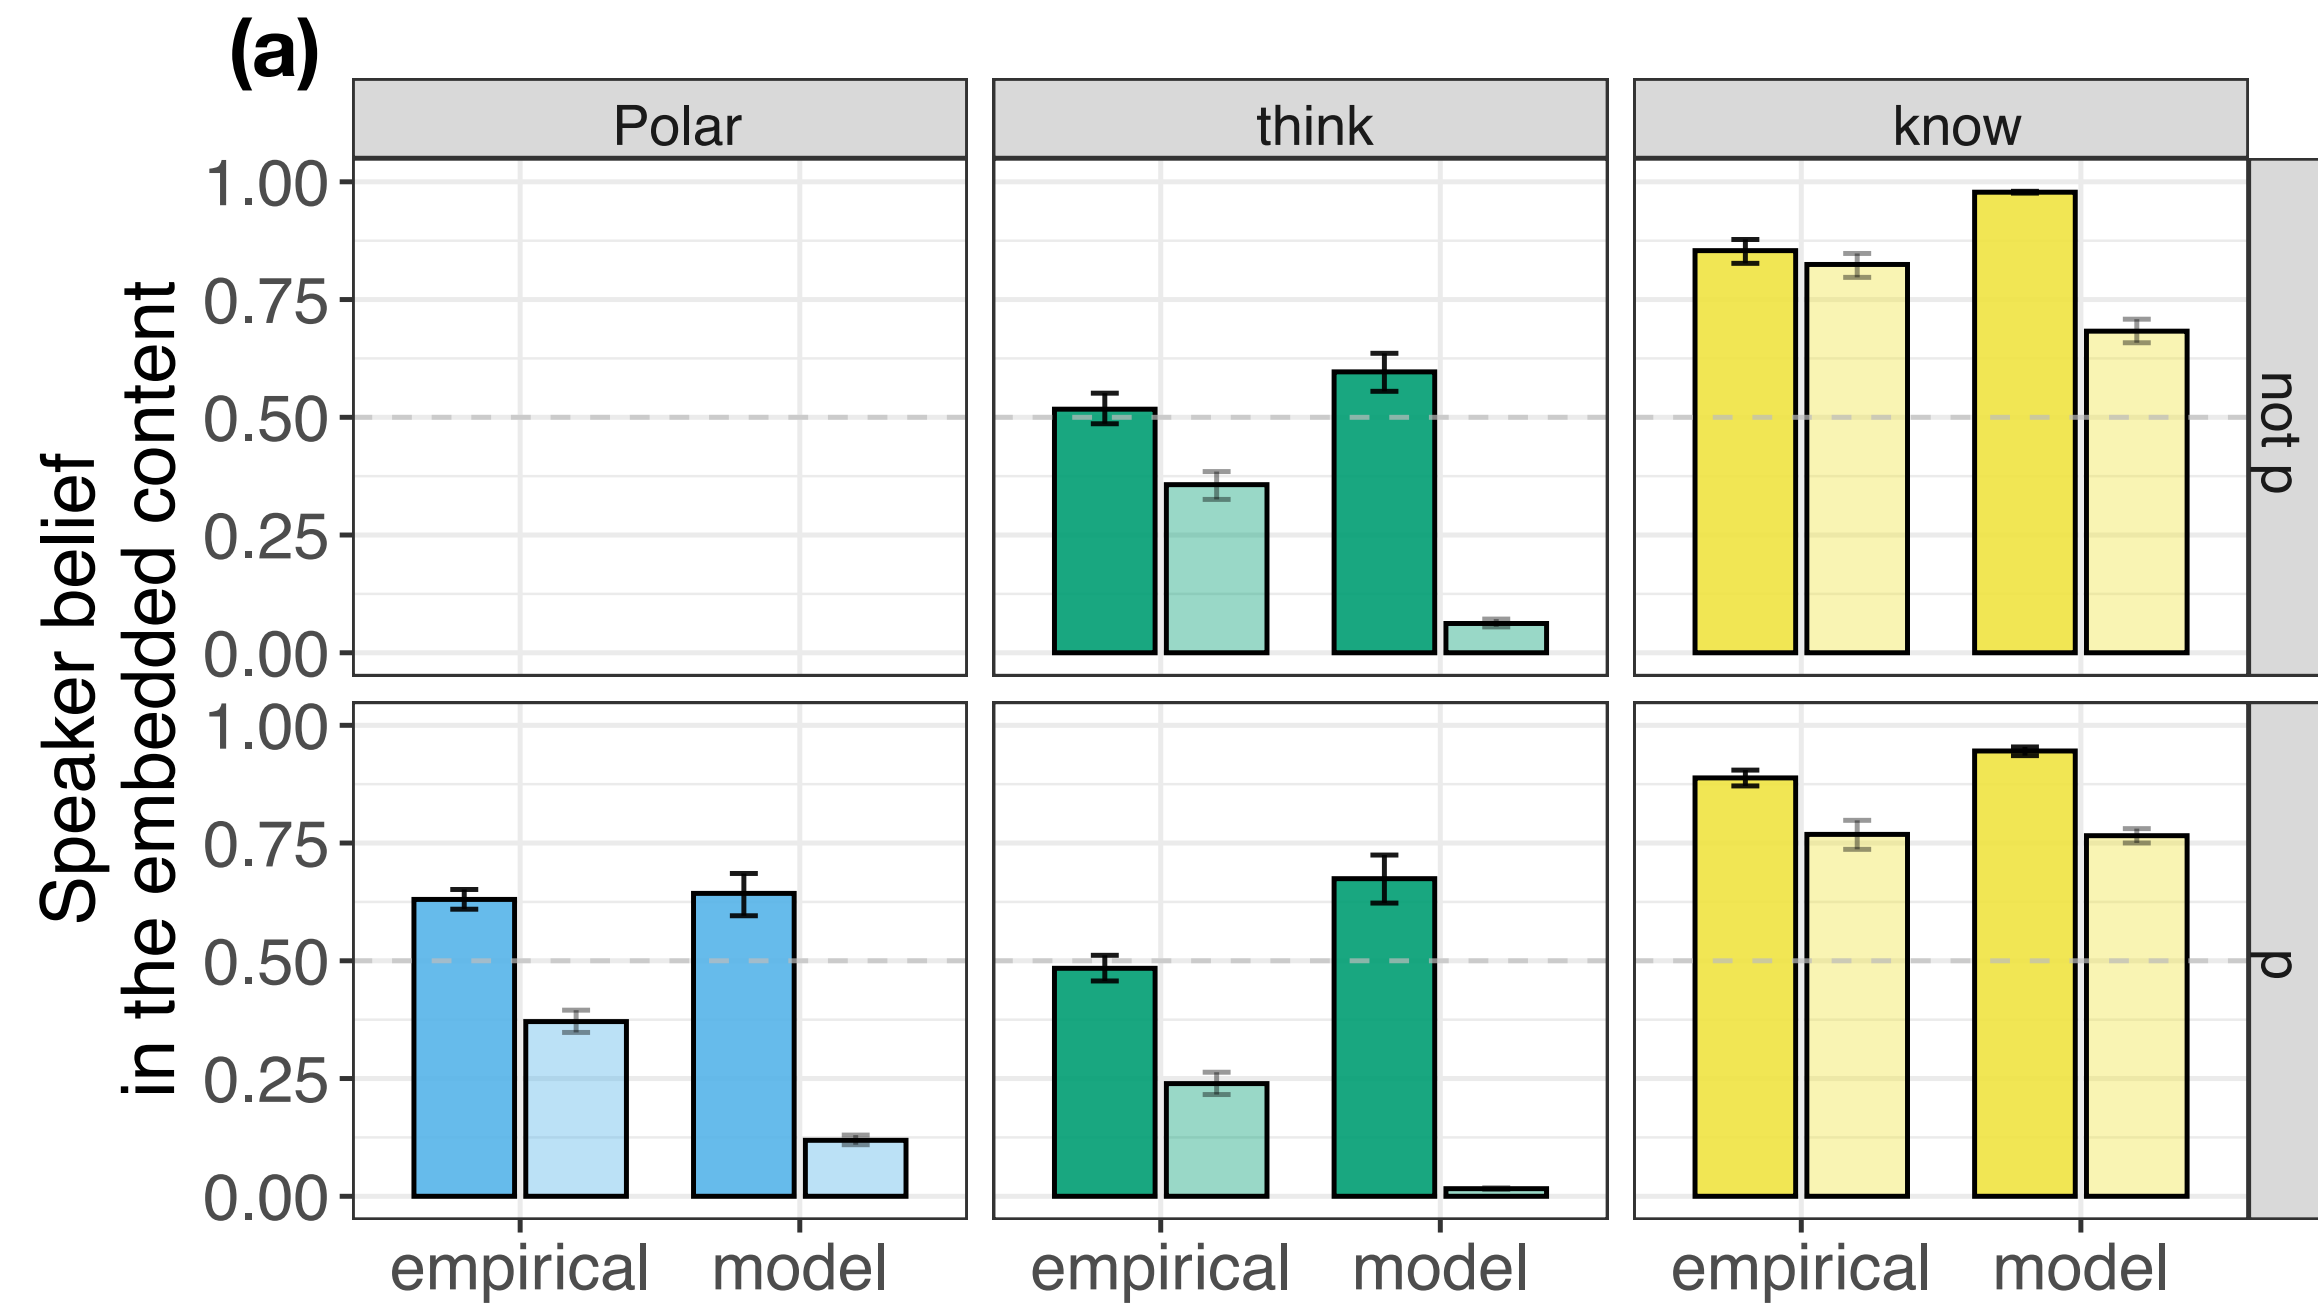 (a)
Polar think know
Speaker belief
in the embedded content
1.00
0.75
0.50
0.25
0.00
not p
1.00
0.75
0.50
0.25
0.00
p
empirical model empirical model empirical model